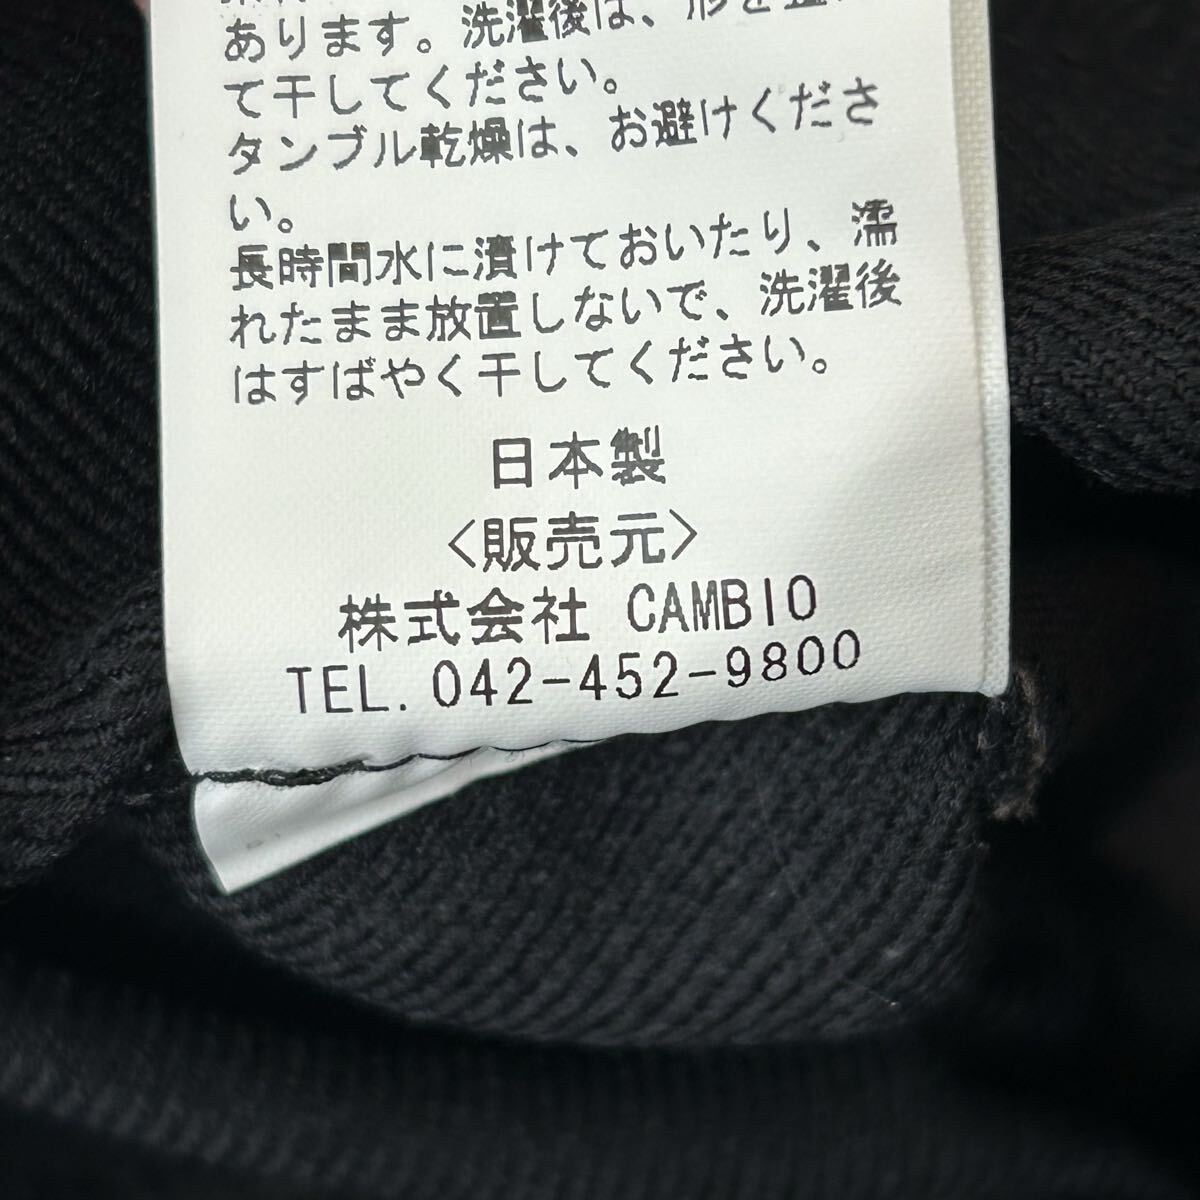 あります。洗濯後は、形を整え
て干してください。
タンブル乾燥は、お避けくださ
い。
長時間水に漬けておいたり、濡
れたまま放置しないで、洗濯後
はすばやく干してください。
日本製
<販売元>
株式会社 CAMBIO
TEL. 042-452-9800